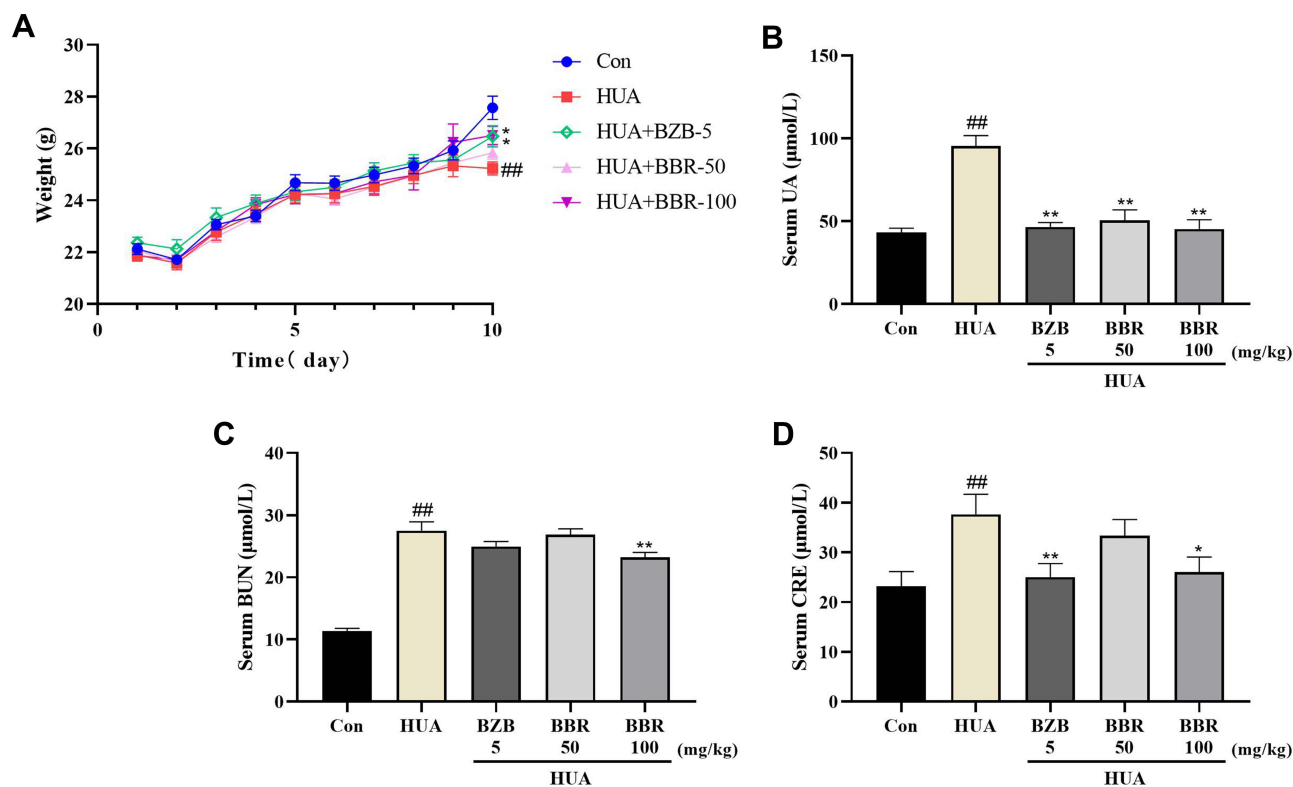 A
Weight (g)
30
28
26
24
22
20
0
5
10
Time( day)
Con
HUA
HUA+BZB-5
HUA+BBR-50
HUA+BBR-100
*
*
##
B
Serum UA (μmol/L)
150
100
50
0
##
**
**
**
Con HUA BZB BBR BBR
5 50 100 (mg/kg)
HUA
C
Serum BUN (μmol/L)
40
30
20
10
0
##
**
Con HUA BZB BBR BBR
5 50 100 (mg/kg)
HUA
D
Serum CRE (μmol/L)
50
40
30
20
10
0
##
**
*
Con HUA BZB BBR BBR
5 50 100 (mg/kg)
HUA